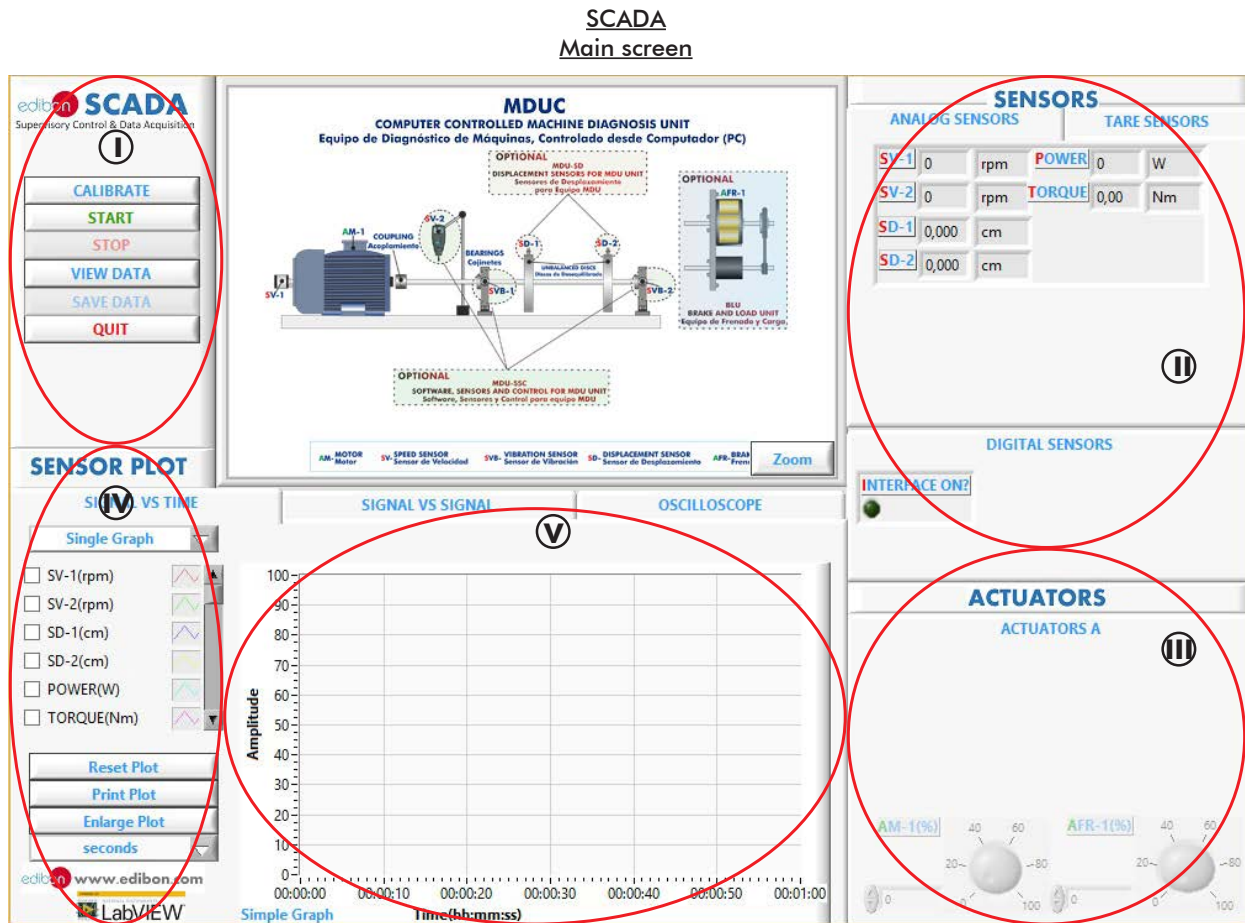 SCADA
Main screen
edibon SCADA
Supervisory Control & Data Acquisition
I
CALIBRATE
START
STOP
VIEW DATA
SAVE DATA
QUIT
MDUC
COMPUTER CONTROLLED MACHINE DIAGNOSIS UNIT
Equipo de Diagnóstico de Máquinas, Controlado desde Computador (PC)
OPTIONAL
MDU-SD
DISPLACEMENT SENSORS FOR MDU UNIT
Sensores de Desplazamiento
para Equipo MDU
OPTIONAL
AFR-1
SV-2
AM-1
COUPLING
Acoplamiento
SD-1
SD-2
BEARINGS
Cojinetes
UNBALANCED DISCS
Discos de Desequilibrado
SV-1
SVB-1
SVB-2
BLU
BRAKE AND LOAD UNIT
Equipo de Frenado y Carga
OPTIONAL
MDU-SSC
SOFTWARE, SENSORS AND CONTROL FOR MDU UNIT
Software, Sensores y Control para equipo MDU
AM- MOTOR
Motor
SV- SPEED SENSOR
Sensor de Velocidad
SVB- VIBRATION SENSOR
Sensor de Vibración
SD- DISPLACEMENT SENSOR
Sensor de Desplazamiento
AFR- BRAK
Fren
Zoom
SENSORS
ANALOG SENSORS
TARE SENSORS
SV-1 0 rpm POWER 0 W
SV-2 0 rpm TORQUE 0,00 Nm
SD-1 0,000 cm
SD-2 0,000 cm
II
DIGITAL SENSORS
INTERFACE ON?
SENSOR PLOT
IV
SIGNAL VS TIME
SIGNAL VS SIGNAL
OSCILLOSCOPE
Single Graph
SV-1(rpm)
SV-2(rpm)
SD-1(cm)
SD-2(cm)
POWER(W)
TORQUE(Nm)
Reset Plot
Print Plot
Enlarge Plot
seconds
edibon www.edibon.com
LabVIEW
V
Amplitude
100
90
80
70
60
50
40
30
20
10
0
00:00:00 00:00:10 00:00:20 00:00:30 00:00:40 00:00:50 00:01:00
Simple Graph
Time(hh:mm:ss)
ACTUATORS
ACTUATORS A
III
AM-1(%)
0
0 20 40 60 80 100
AFR-1(%)
0
0 20 40 60 80 100